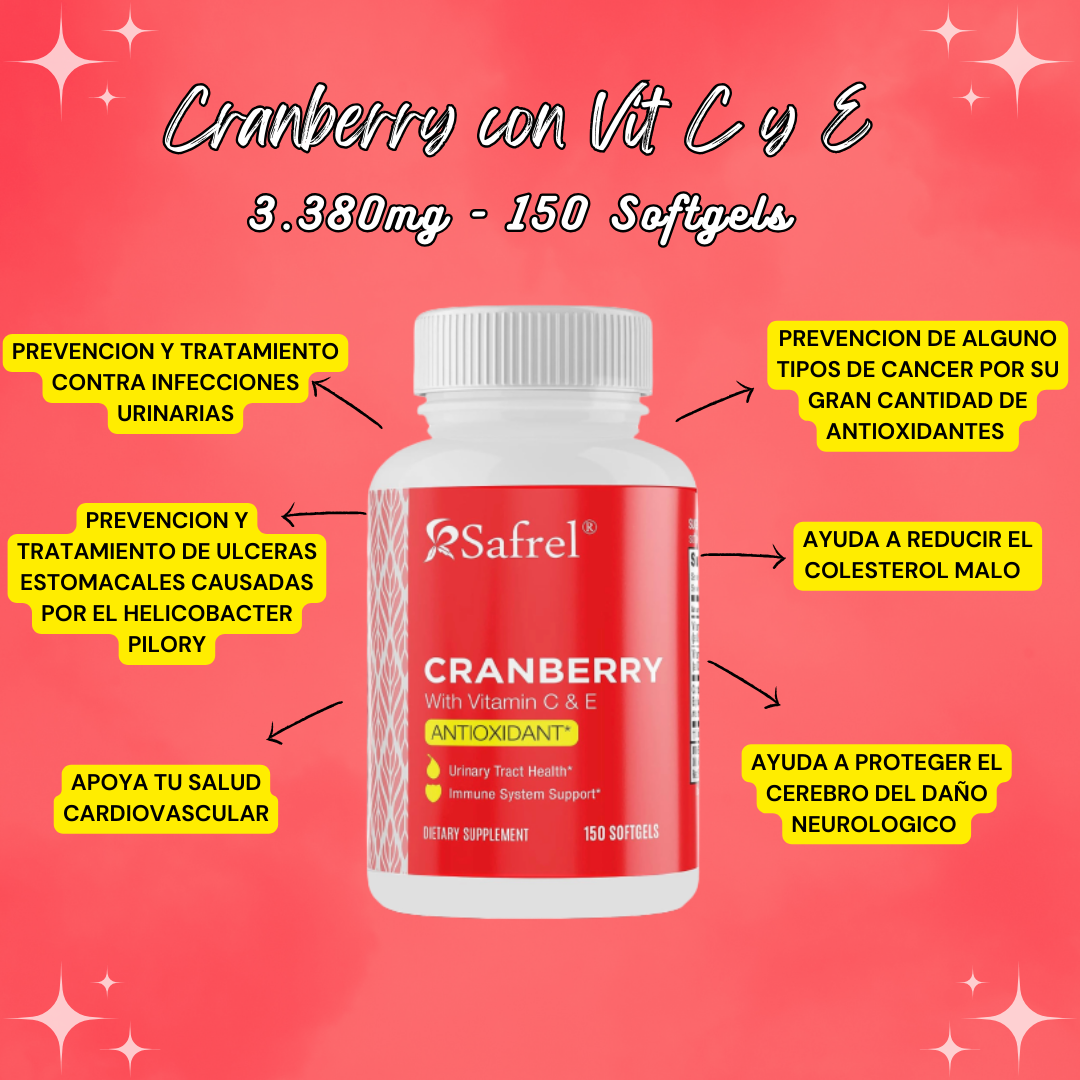 Cranberry con Vit C y E
3.380mg - 150 Softgels
PREVENCION Y TRATAMIENTO
CONTRA INFECCIONES
URINARIAS
PREVENCION DE ALGUNO
TIPOS DE CANCER POR SU
GRAN CANTIDAD DE
ANTIOXIDANTES
PREVENCION Y
TRATAMIENTO DE ULCERAS
ESTOMACALES CAUSADAS
POR EL HELICOBACTER
PILORY
AYUDA A REDUCIR EL
COLESTEROL MALO
APOYA TU SALUD
CARDIOVASCULAR
AYUDA A PROTEGER EL
CEREBRO DEL DAÑO
NEUROLOGICO
Safrel®
CRANBERRY
With Vitamin C & E
ANTIOXIDANT*
Urinary Tract Health*
Immune System Support*
DIETARY SUPPLEMENT 150 SOFTGELS